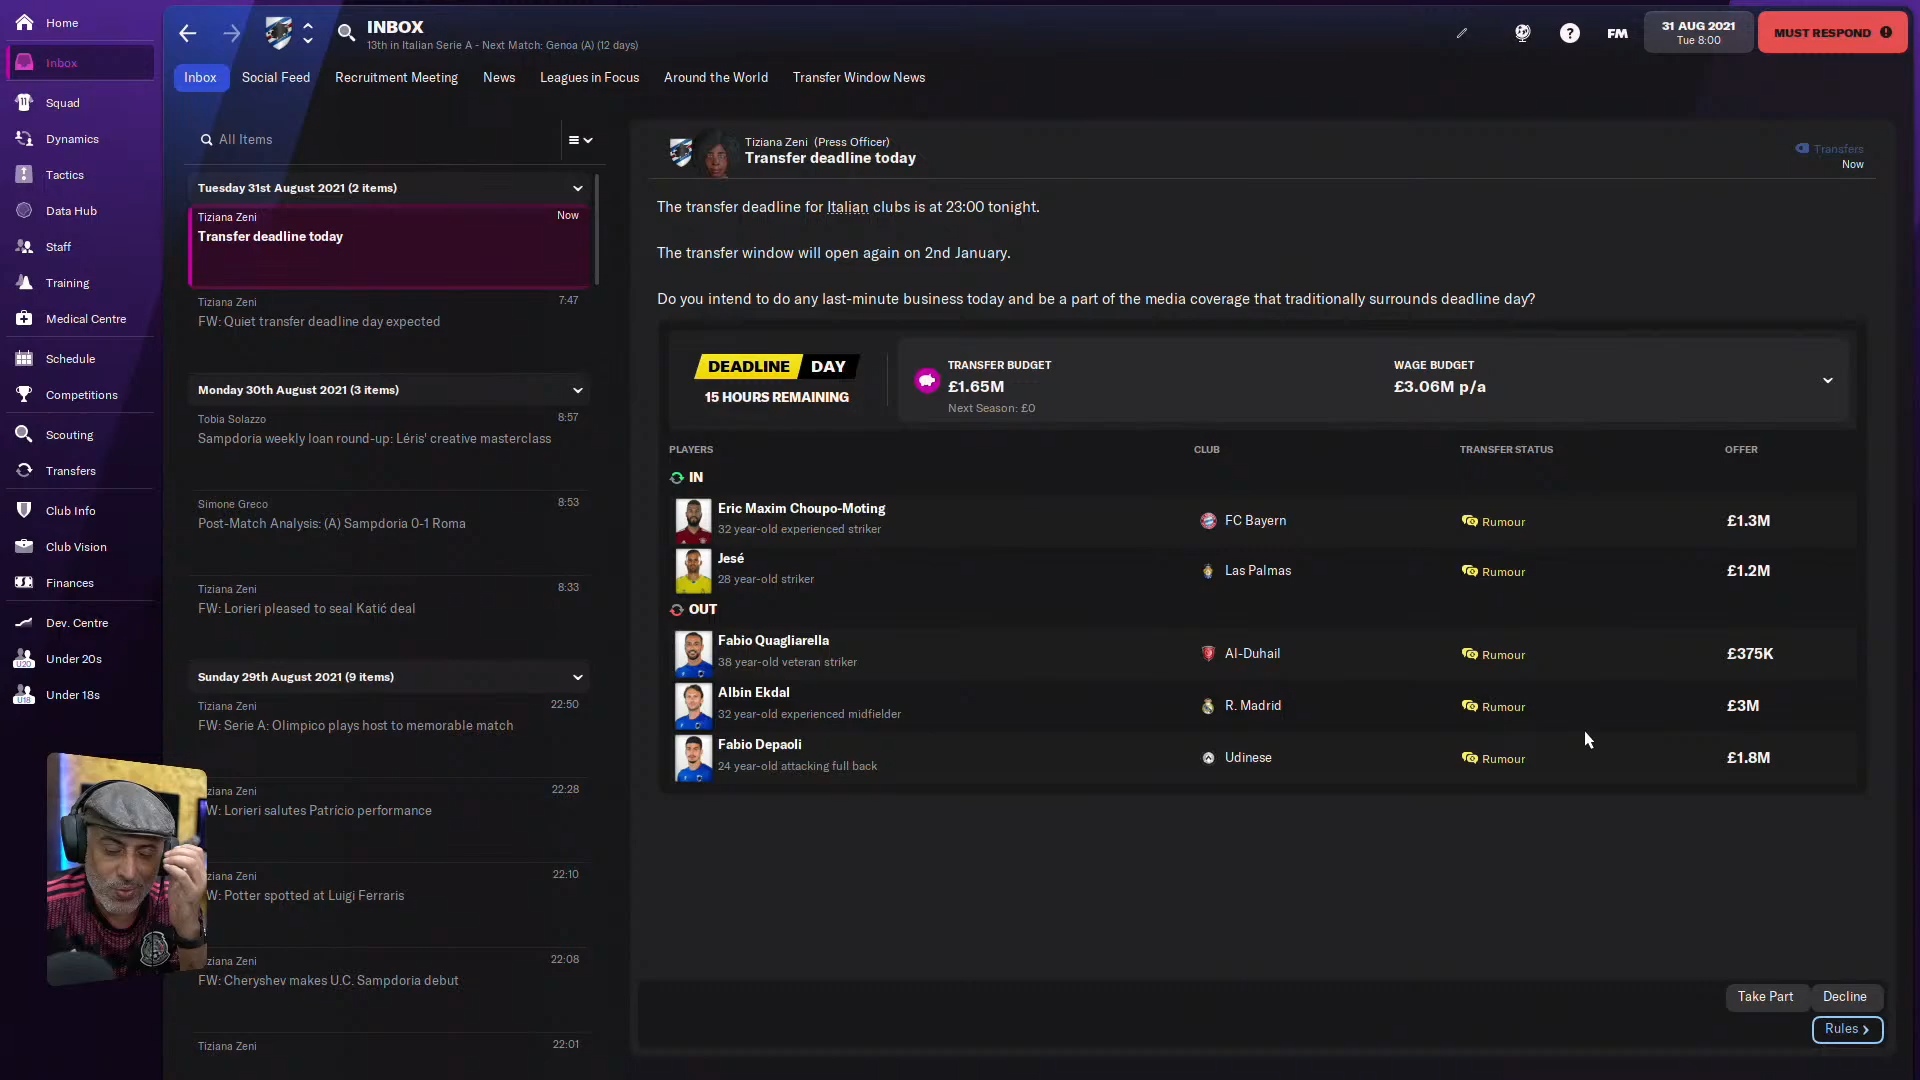 Home
Inbox
Squad
Dynamics
Tactics
Data Hub
Staff
Training
Medical Centre
Schedule
Competitions
Scouting
Transfers
Club Info
Club Vision
Finances
Dev. Centre
U20
Under 20s
U18
Under 18s
INBOX
13th in Italian Serie A - Next Match: Genoa (A) (12 days)
?
FM
31 AUG 2021
Tue 8:00
MUST RESPOND
Inbox
Social Feed
Recruitment Meeting
News
Leagues in Focus
Around the World
Transfer Window News
All Items
Tuesday 31st August 2021 (2 items)
Tiziana Zeni
Now
Transfer deadline today
Tiziana Zeni
7:47
FW: Quiet transfer deadline day expected
Monday 30th August 2021 (3 items)
Tobia Solazzo
8:57
Sampdoria weekly loan round-up: Léris' creative masterclass
Simone Greco
8:53
Post-Match Analysis: (A) Sampdoria 0-1 Roma
Tiziana Zeni
8:33
FW: Lorieri pleased to seal Katić deal
Sunday 29th August 2021 (9 items)
Tiziana Zeni
22:50
FW: Serie A: Olimpico plays host to memorable match
ziana Zeni
22:28
W: Lorieri salutes Patrício performance
ziana Zeni
22:10
W: Potter spotted at Luigi Ferraris
ziana Zeni
22:08
FW: Cheryshev makes U.C. Sampdoria debut
Tiziana Zeni
22:01
Tiziana Zeni (Press Officer)
Transfer deadline today
Transfers
Now
The transfer deadline for Italian clubs is at 23:00 tonight.
The transfer window will open again on 2nd January.
Do you intend to do any last-minute business today and be a part of the media coverage that traditionally surrounds deadline day?
DEADLINE DAY
15 HOURS REMAINING
TRANSFER BUDGET
£1.65M
Next Season: £0
WAGE BUDGET
£3.06M p/a
PLAYERS
CLUB
TRANSFER STATUS
OFFER
IN
Eric Maxim Choupo-Moting
32 year-old experienced striker
FC Bayern
Rumour
£1.3M
Jesé
28 year-old striker
Las Palmas
Rumour
£1.2M
OUT
Fabio Quagliarella
38 year-old veteran striker
Al-Duhail
Rumour
£375K
Albin Ekdal
32 year-old experienced midfielder
R. Madrid
Rumour
£3M
Fabio Depaoli
24 year-old attacking full back
Udinese
Rumour
£1.8M
Take Part
Decline
Rules